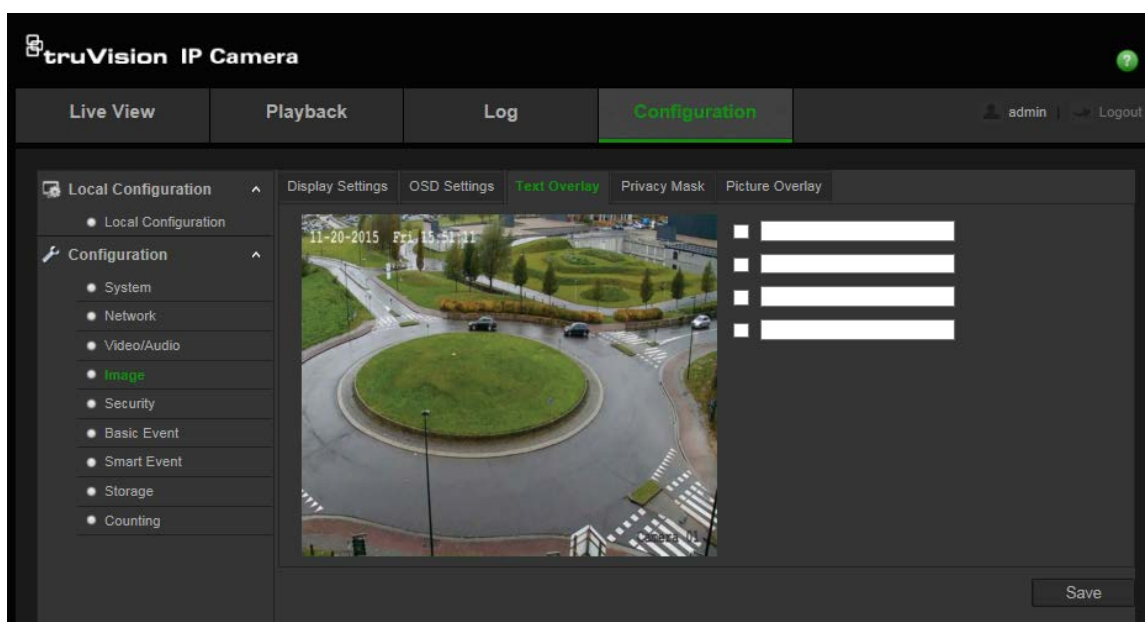 truVision IP Camera
?
Live View Playback Log Configuration admin | Logout
Local Configuration
Local Configuration
Configuration
System
Network
Video/Audio
Image
Security
Basic Event
Smart Event
Storage
Counting
Display Settings OSD Settings Text Overlay Privacy Mask Picture Overlay
11-20-2015 Fri 15:51:11
Camera 01
Save